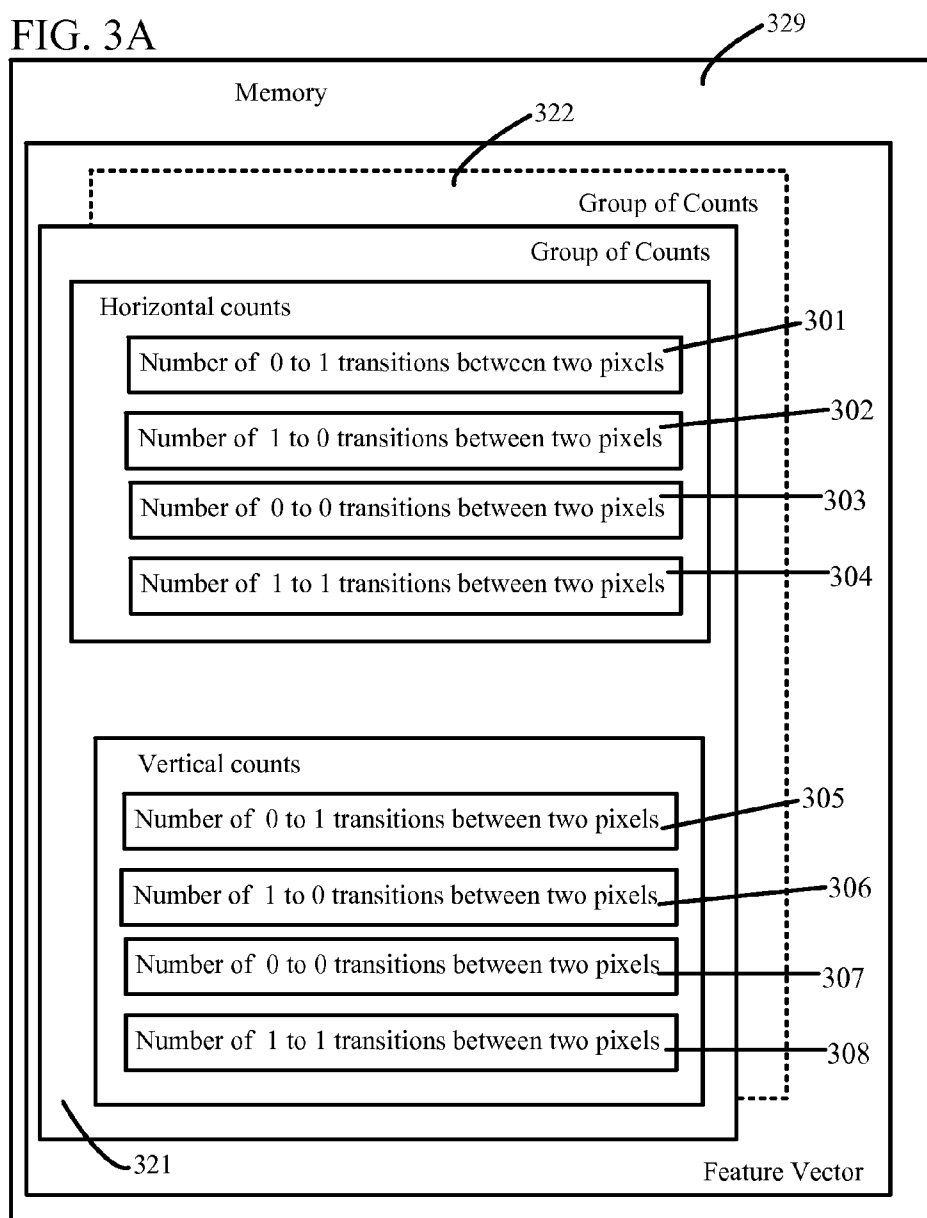 FIG. 3A
329
Memory
322
Group of Counts
Group of Counts
Horizontal counts
301
Number of 0 to 1 transitions between two pixels
302
Number of 1 to 0 transitions between two pixels
303
Number of 0 to 0 transitions between two pixels
304
Number of 1 to 1 transitions between two pixels
Vertical counts
305
Number of 0 to 1 transitions between two pixels
306
Number of 1 to 0 transitions between two pixels
307
Number of 0 to 0 transitions between two pixels
308
Number of 1 to 1 transitions between two pixels
321
Feature Vector